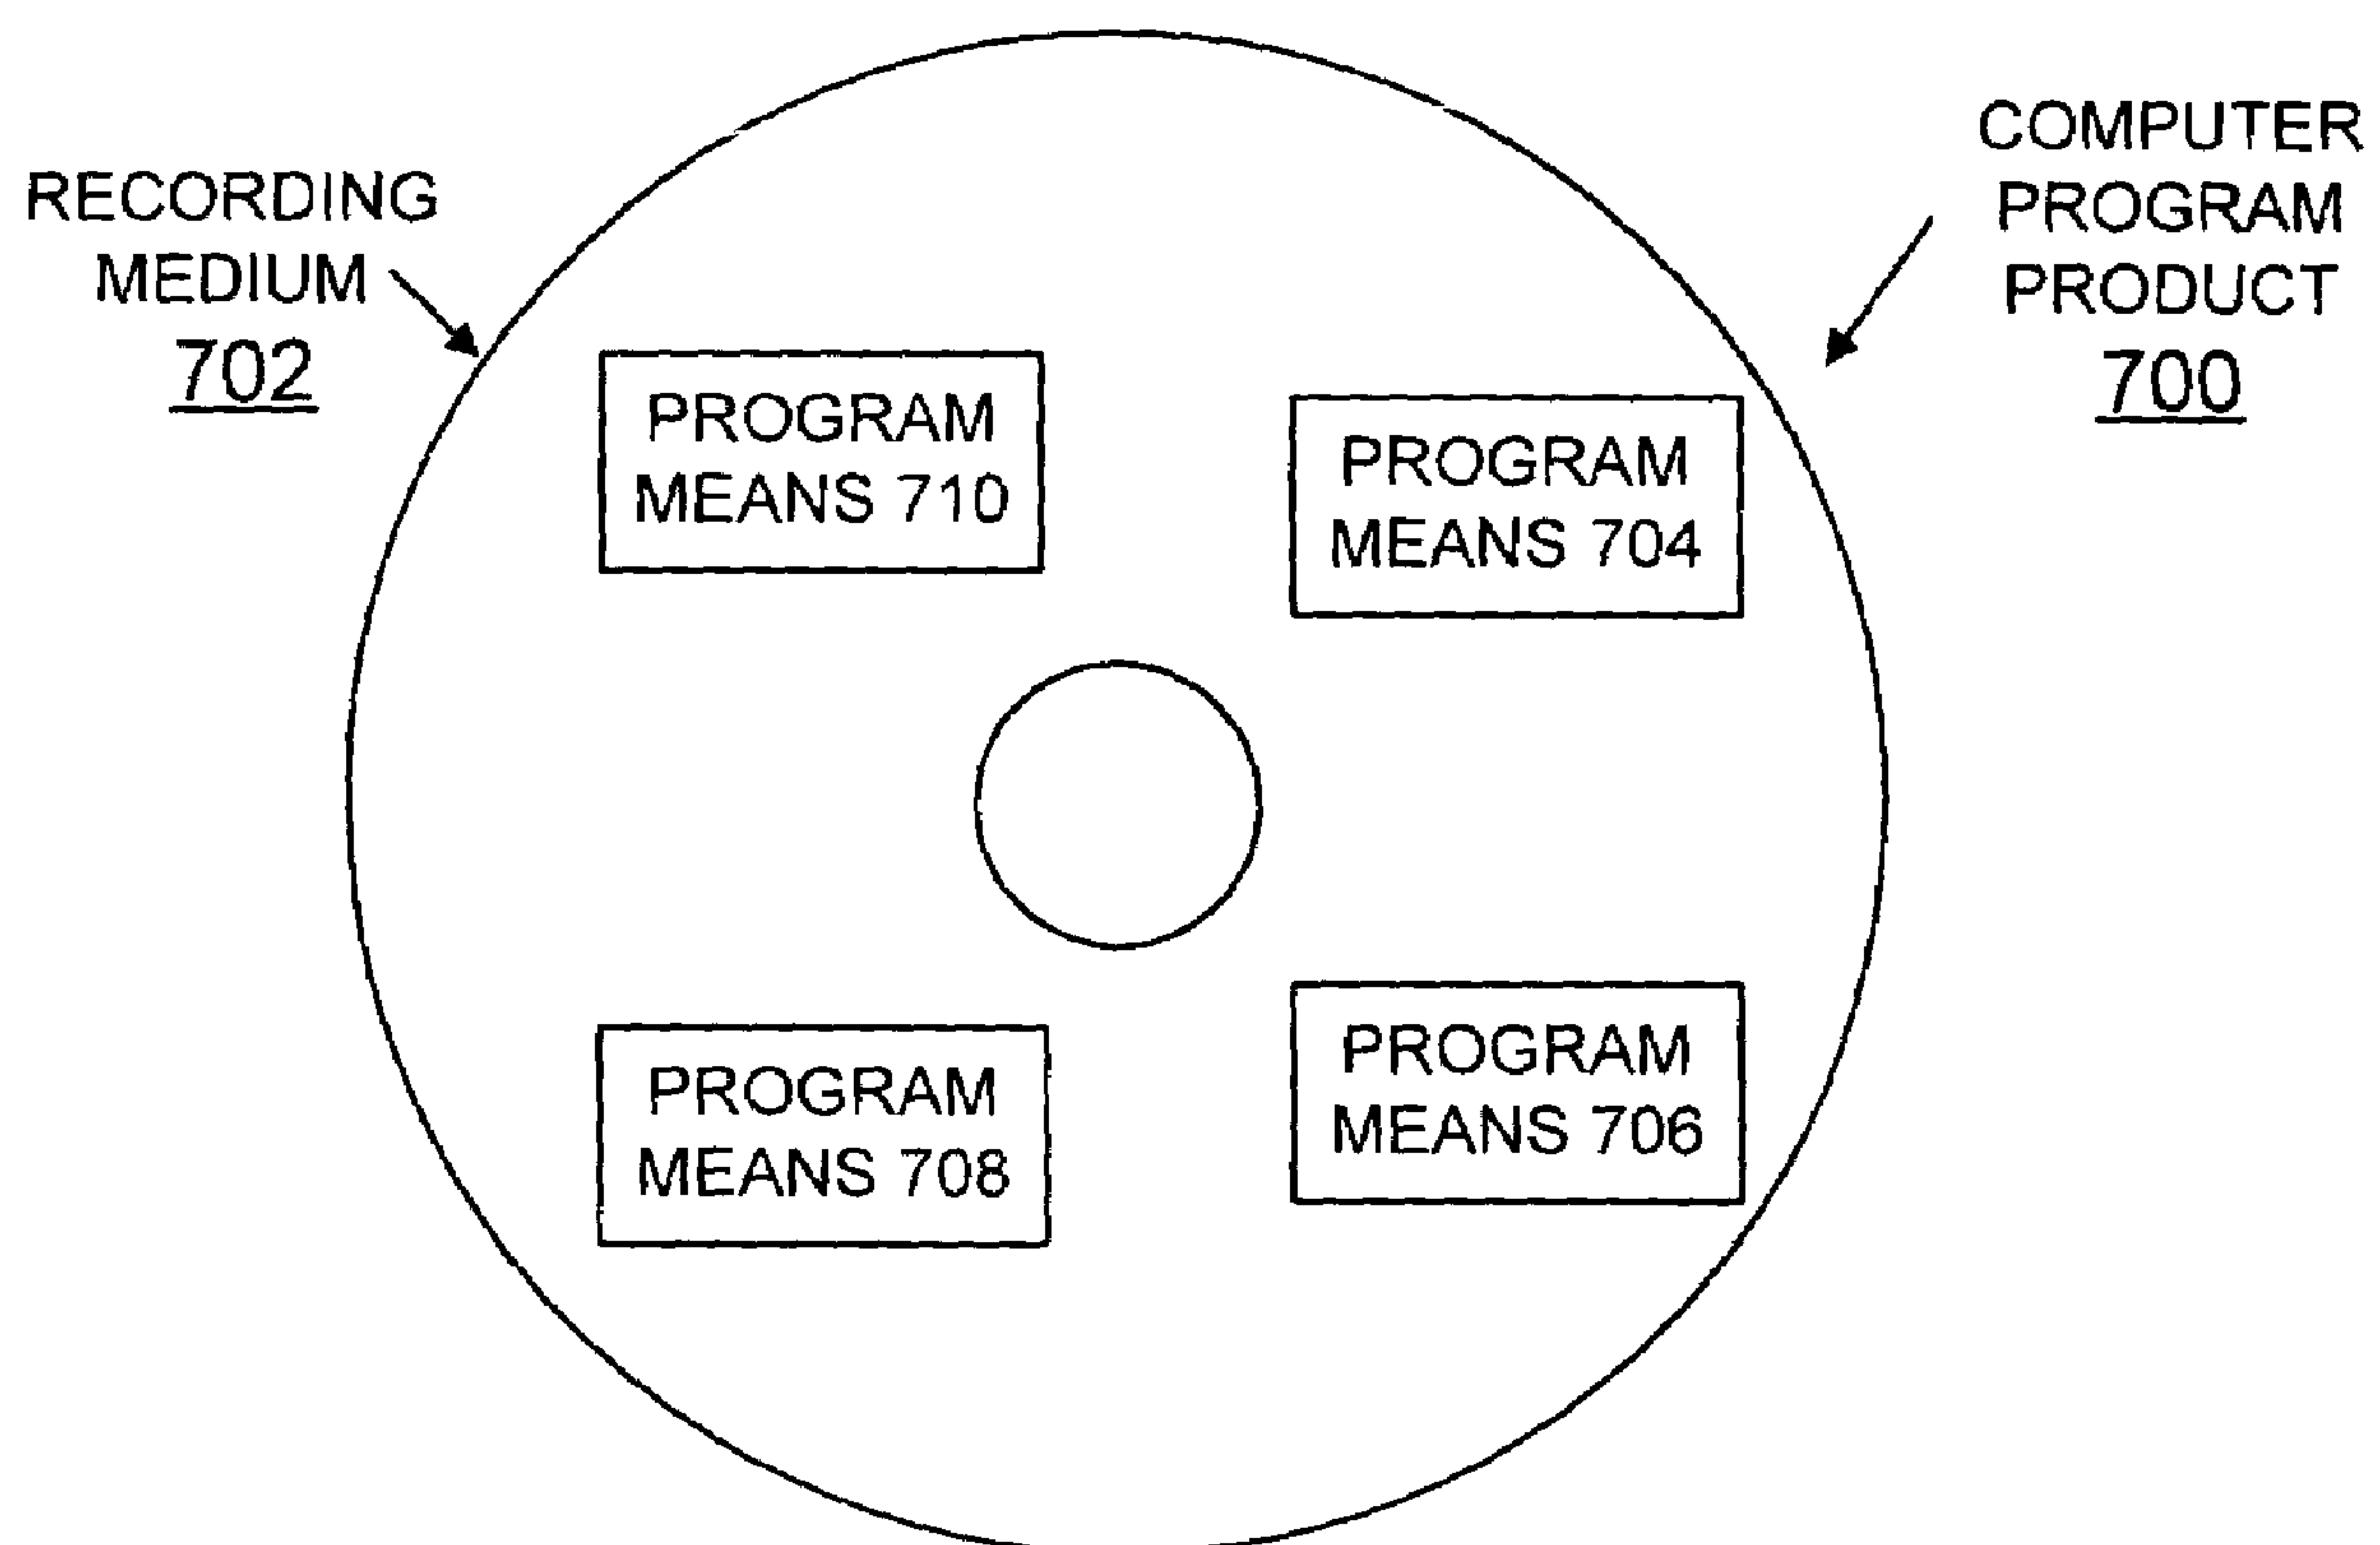 RECORDING
MEDIUM
702
COMPUTER
PROGRAM
PRODUCT
700
PROGRAM
MEANS 710
PROGRAM
MEANS 704
PROGRAM
MEANS 708
PROGRAM
MEANS 706